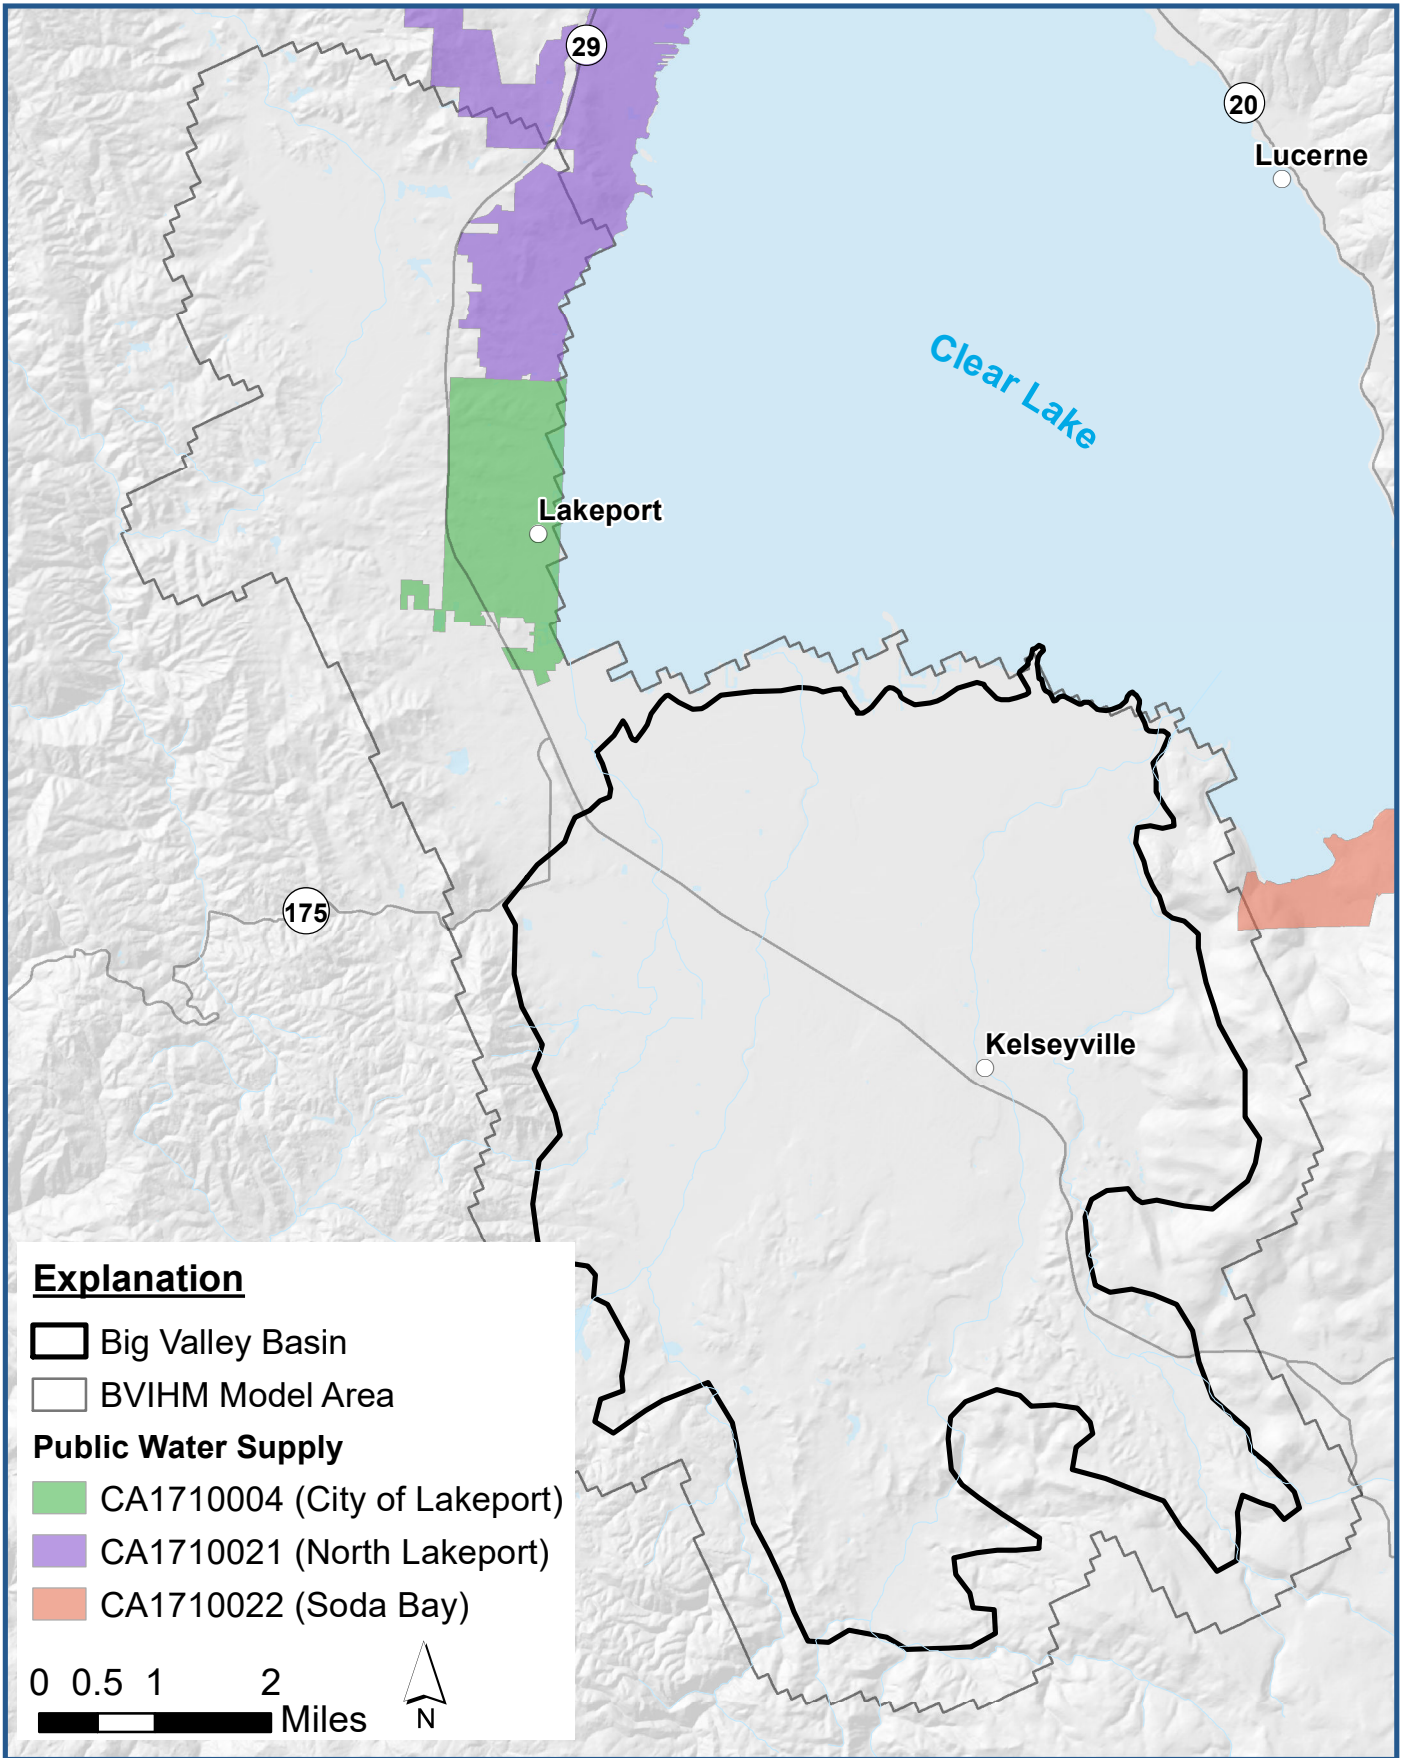 29
20
Lucerne
Clear Lake
Lakeport
175
Kelseyville
Explanation
Big Valley Basin
BVIHM Model Area
Public Water Supply
CA1710004 (City of Lakeport)
CA1710021 (North Lakeport)
CA1710022 (Soda Bay)
0 0.5 1 2
Miles
N